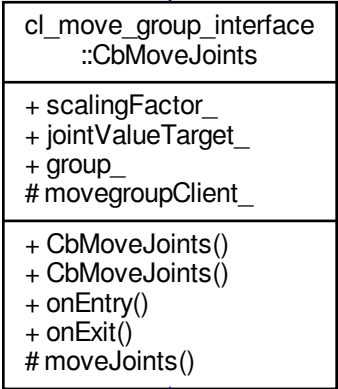 cl_move_group_interface
::CbMoveJoints
+ scalingFactor_
+ jointValueTarget_
+ group_
# movegroupClient_
+ CbMoveJoints()
+ CbMoveJoints()
+ onEntry()
+ onExit()
# moveJoints()